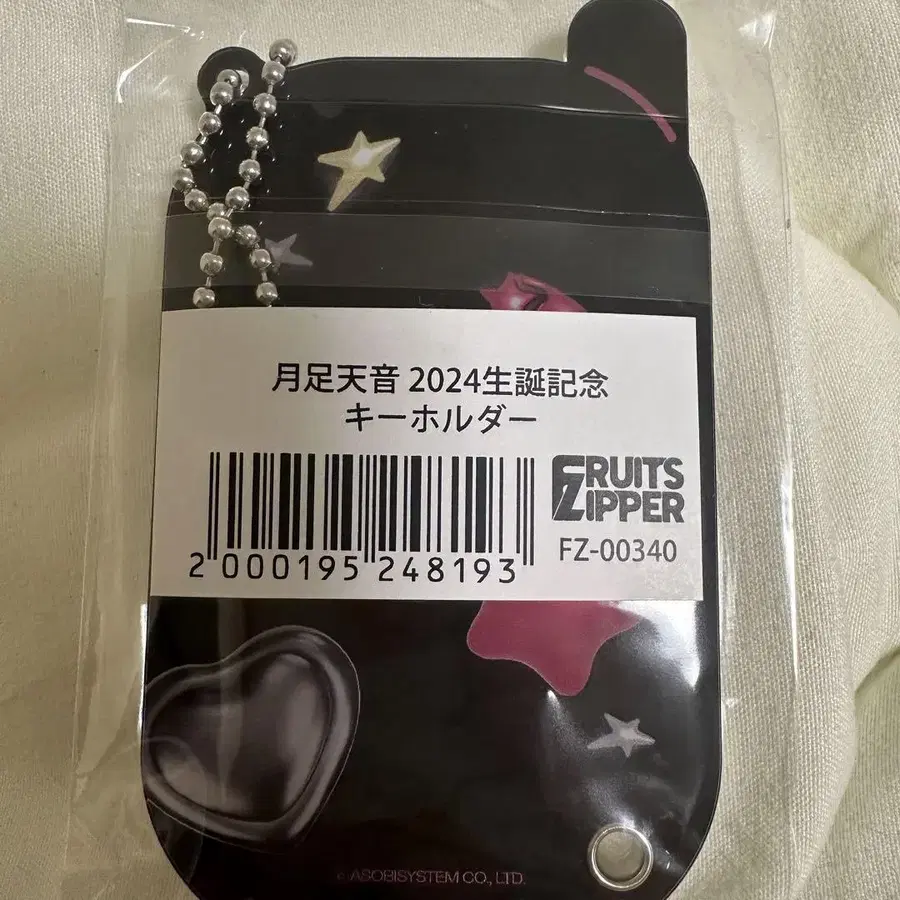 月足天音 2024生誕記念
キーホルダー
FRUITS
ZIPPER
FZ-00340
2 000195 248193
© ASOBISYSTEM CO., LTD.